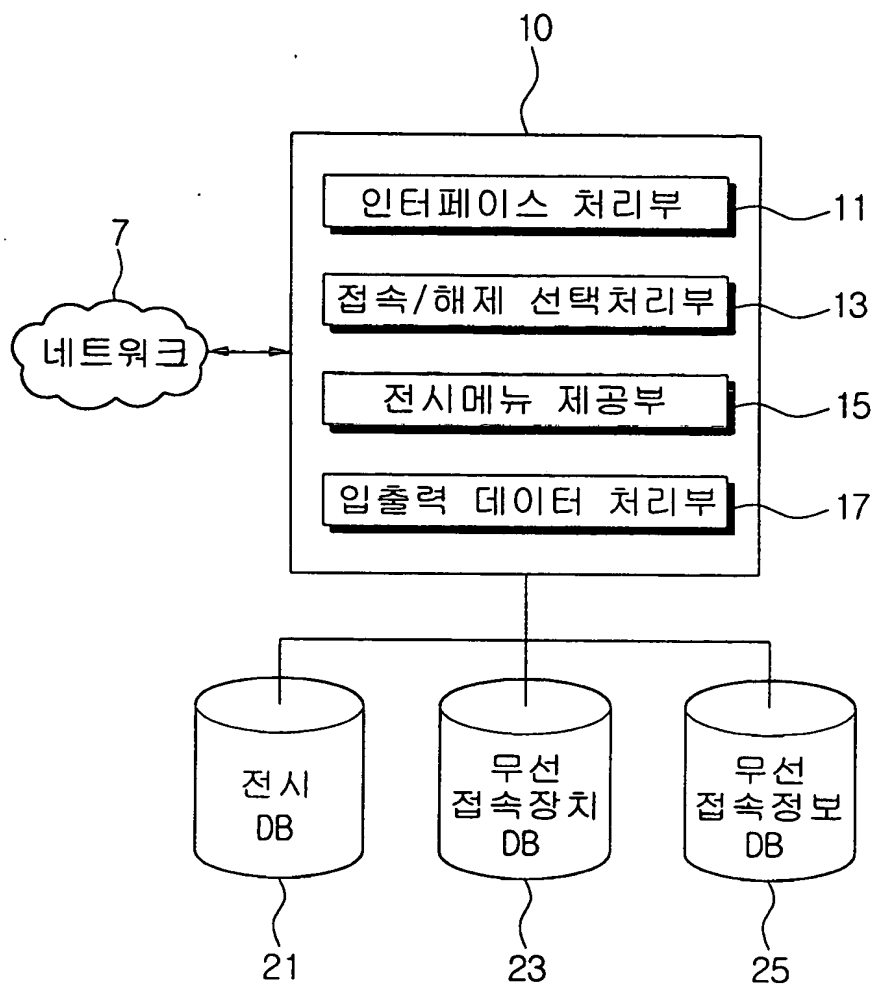 10
인터페이스 처리부
11
7
접속/해제 선택처리부
13
네트워크
전시메뉴 제공부
15
입출력 데이터 처리부
17
전시
DB
무선
접속장치
DB
무선
접속정보
DB
21
23
25